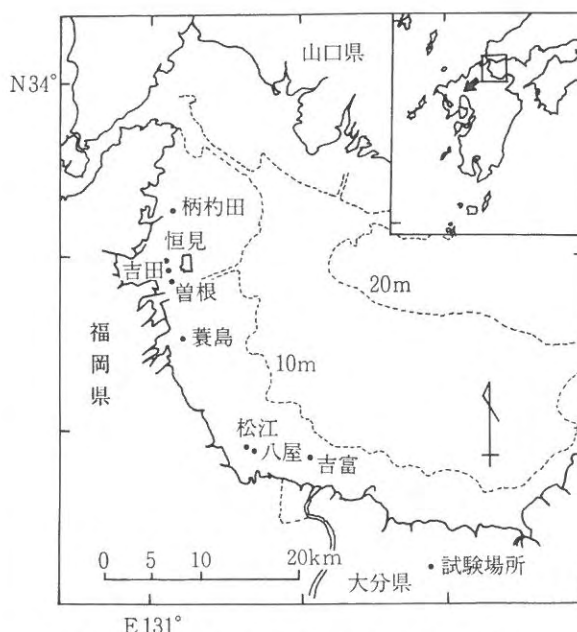 山口県
N34°
柄杓田
恒見
吉田
曽根
20m
福岡県
蓑島
10m
松江
八屋
吉富
0 5 10 20km
試験場所
大分県
E131°